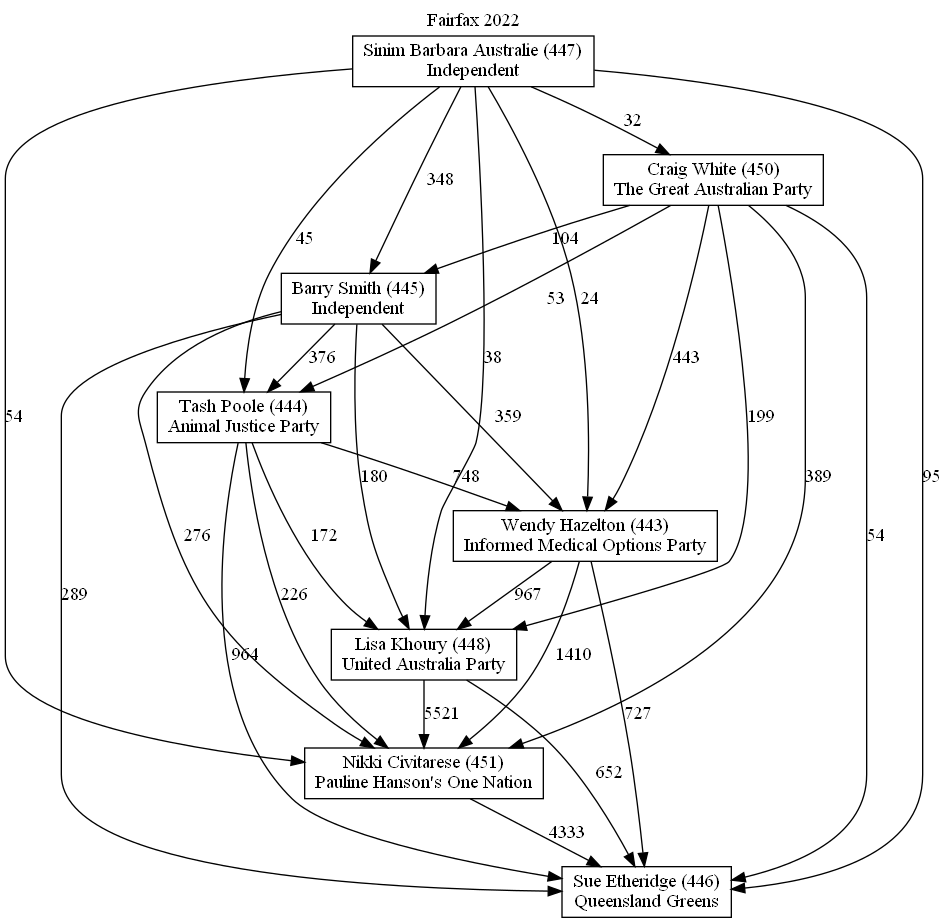 Fairfax 2022
Sinim Barbara Australie (447)
Independent
32
Craig White (450)
The Great Australian Party
348
45
104
Barry Smith (445)
Independent
53
24
376
38
443
Tash Poole (444)
Animal Justice Party
54
359
199
180
748
389
95
Wendy Hazelton (443)
Informed Medical Options Party
276
172
54
289
226
967
Lisa Khoury (448)
United Australia Party
964
1410
5521
727
Nikki Civitarese (451)
Pauline Hanson's One Nation
652
4333
Sue Etheridge (446)
Queensland Greens